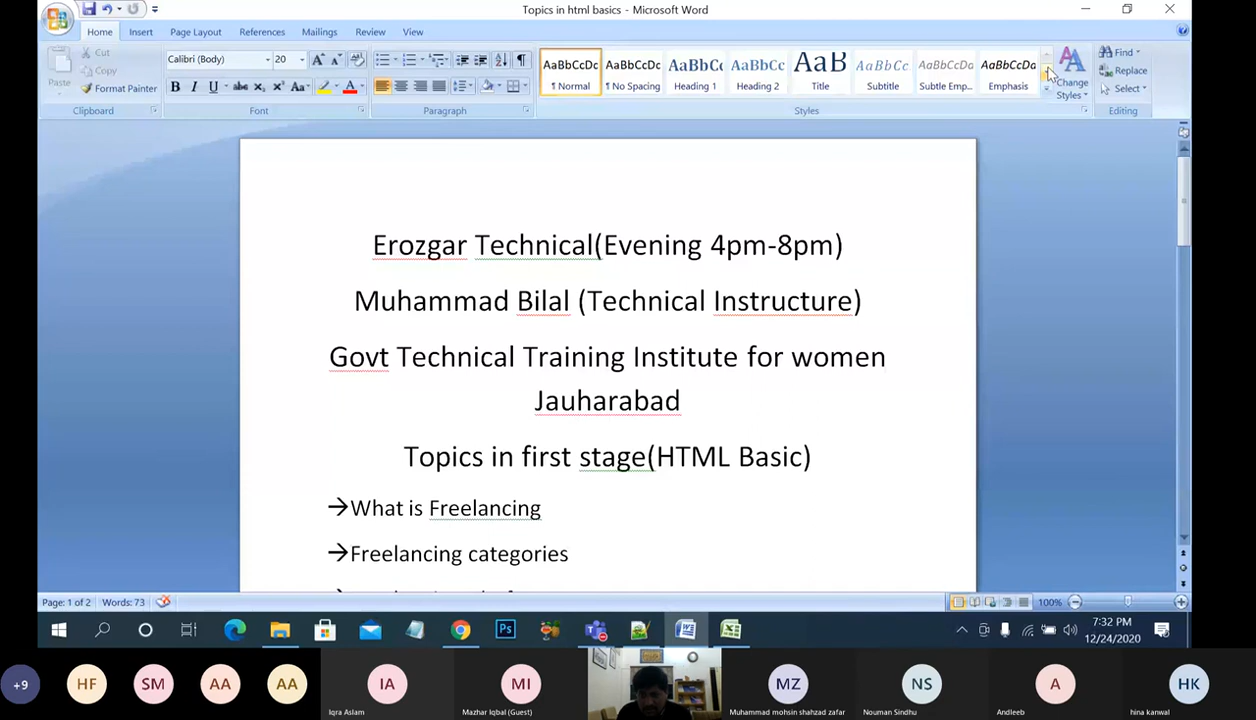 Topics in html basics - Microsoft Word
Home Insert Page Layout References Mailings Review View
Cut
Copy
Format Painter
Paste
Clipboard
Calibri (Body) 20
Font
Paragraph
AaBbCcDc AaBbCcDc AaBbCc AaBbCc AaB AaBbCc AaBbCcDa AaBbCcDa
¶ Normal ¶ No Spacing Heading 1 Heading 2 Title Subtitle Subtle Emp... Emphasis
Change Styles
Styles
Find
Replace
Select
Editing
Erozgar Technical(Evening 4pm-8pm)
Muhammad Bilal (Technical Instructure)
Govt Technical Training Institute for women
Jauharabad
Topics in first stage(HTML Basic)
→What is Freelancing
→Freelancing categories
Page: 1 of 2 Words: 73
100%
7:32 PM
12/24/2020
+9 HF SM AA AA IA MI MZ NS A HK
Iqra Aslam Mazhar Iqbal (Guest) Muhammad mohsin shahzad zafar Nouman Sindhu Andleeb hina kanwal